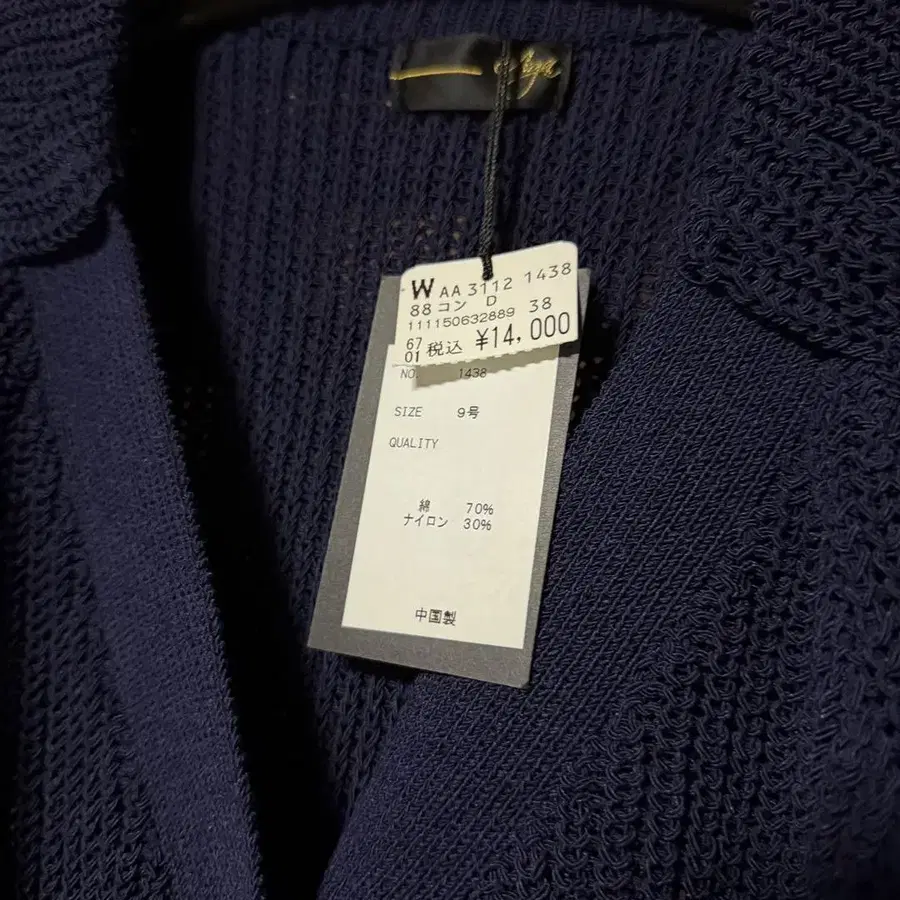 W AA 3112 1438
88 コン D
111150632889 38
67
01 税込 ¥14,000
NO. 1438
SIZE 9号
QUALITY
綿 70%
ナイロン 30%
中国製